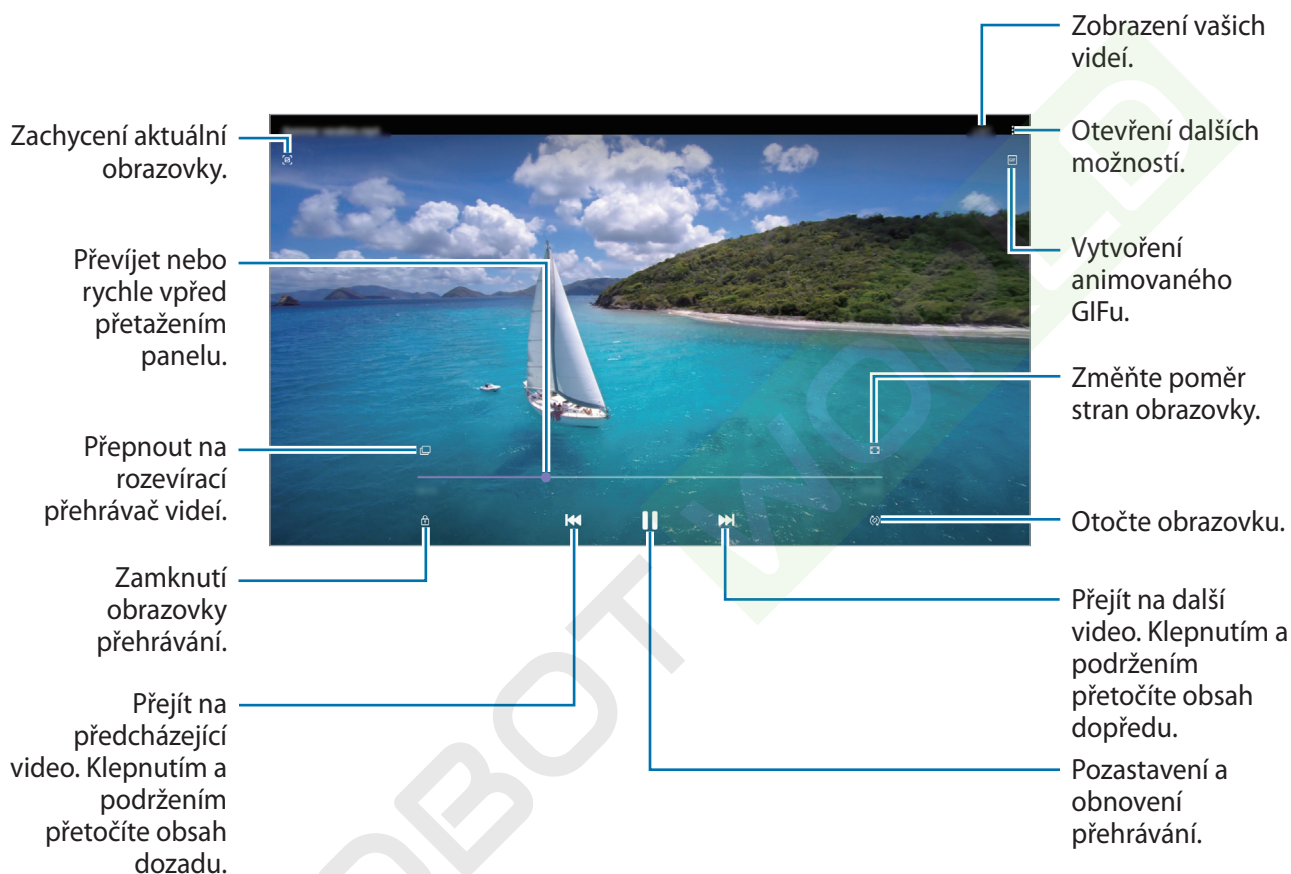 Zobrazení vašich
videí.
Zachycení aktuální
obrazovky.
Otevření dalších
možností.
Převíjet nebo
rychle vpřed
přetažením
panelu.
Vytvoření
animovaného
GIFu.
Změňte poměr
stran obrazovky.
Přepnout na
rozevírací
přehrávač videí.
Otočte obrazovku.
Zamknutí
obrazovky
přehrávání.
Přejít na další
video. Klepnutím a
podržením
přetočíte obsah
dopředu.
Přejít na
předcházející
video. Klepnutím a
podržením
přetočíte obsah
dozadu.
Pozastavení a
obnovení
přehrávání.
OBOT WORLD